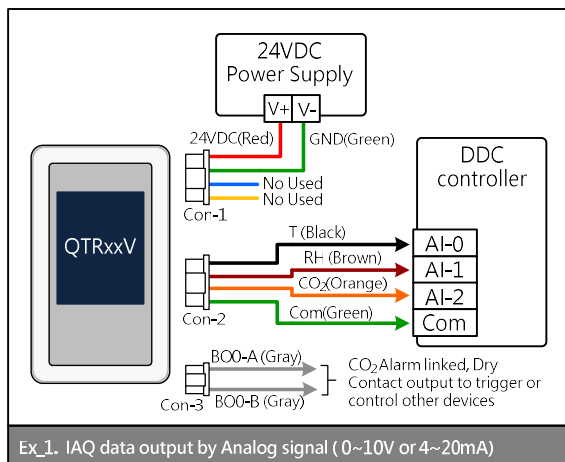 24VDC
Power Supply
V+ V-
24VDC(Red)
GND(Green)
No Used
No Used
Con-1
QTRxxV
DDC
controller
T (Black)
RH (Brown)
CO₂(Orange)
Com(Green)
AI-0
AI-1
AI-2
Com
Con-2
BO0-A (Gray)
BO0-B (Gray)
Con-3
CO₂ Alarm linked, Dry
Contact output to trigger or
control other devices
Ex_1. IAQ data output by Analog signal ( 0~10V or 4~20mA)